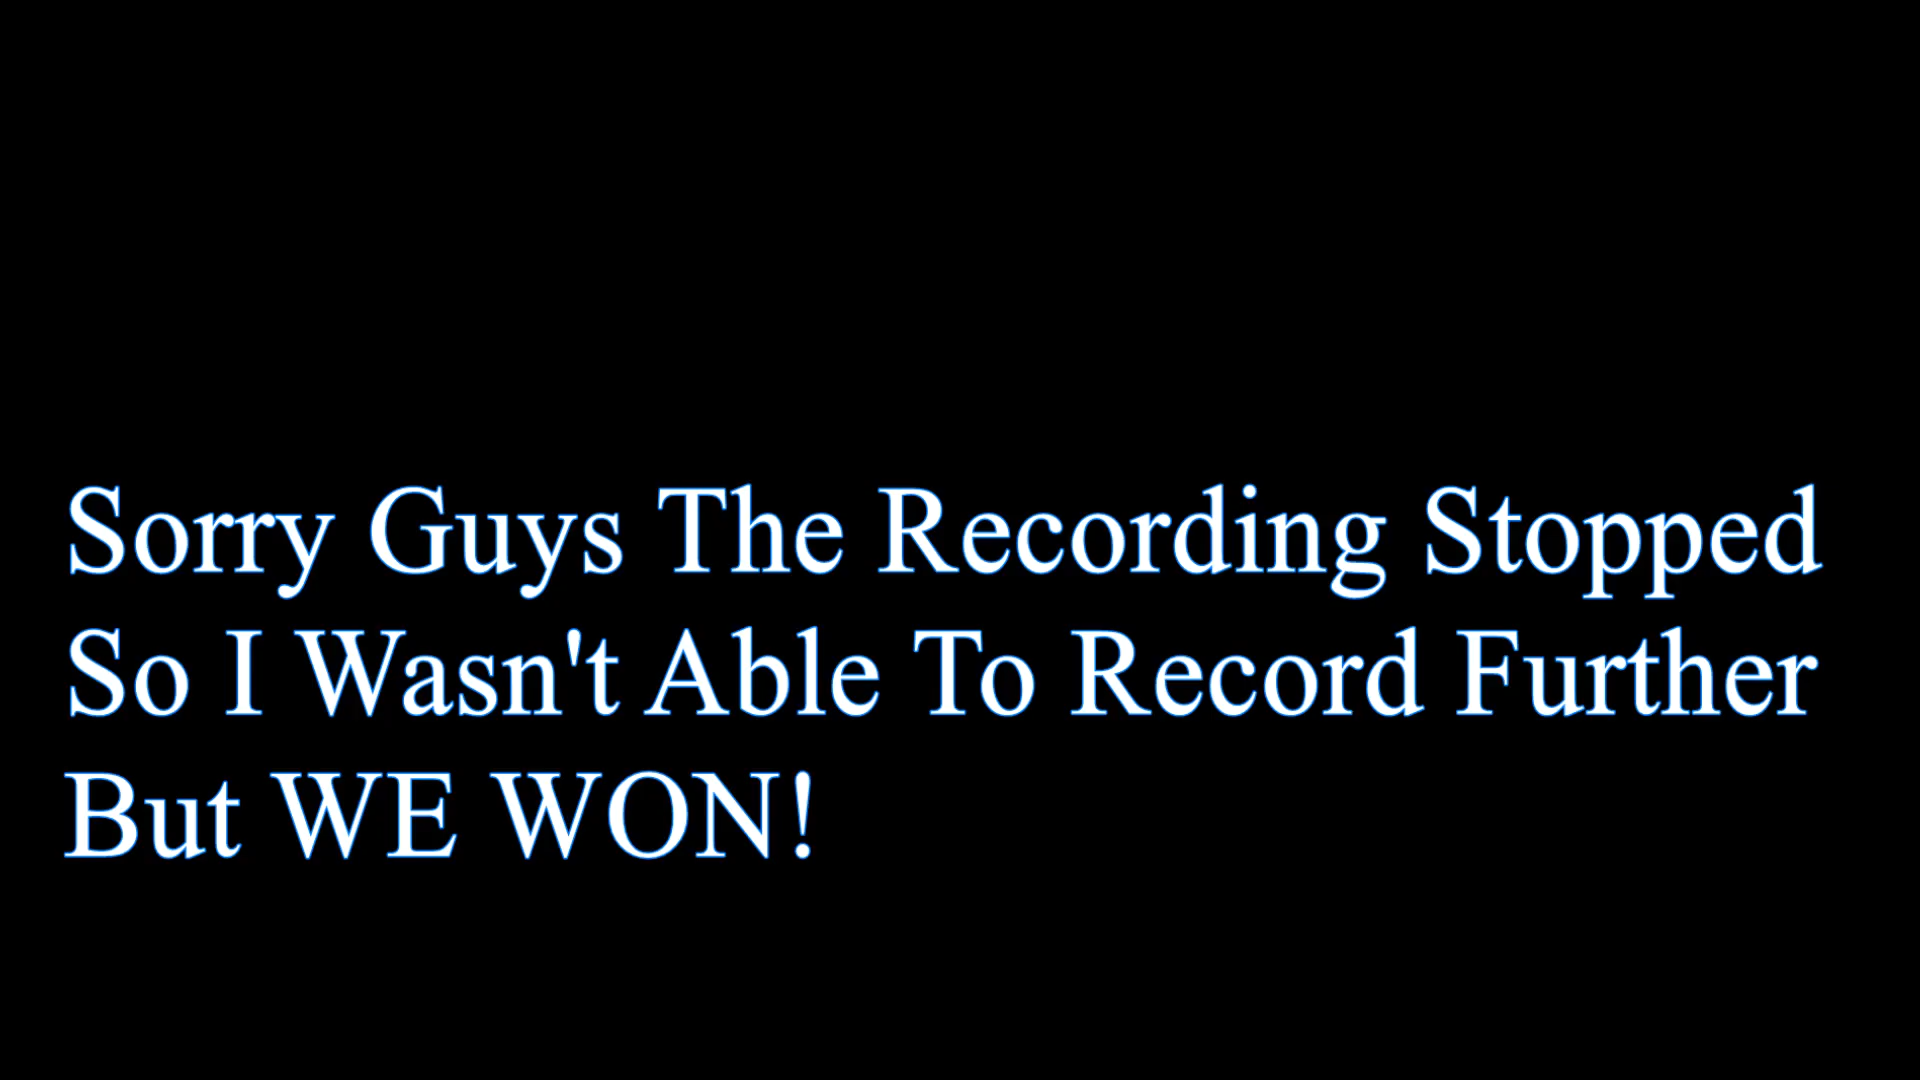 Sorry Guys The Recording Stopped
So I Wasn't Able To Record Further
But WE WON!